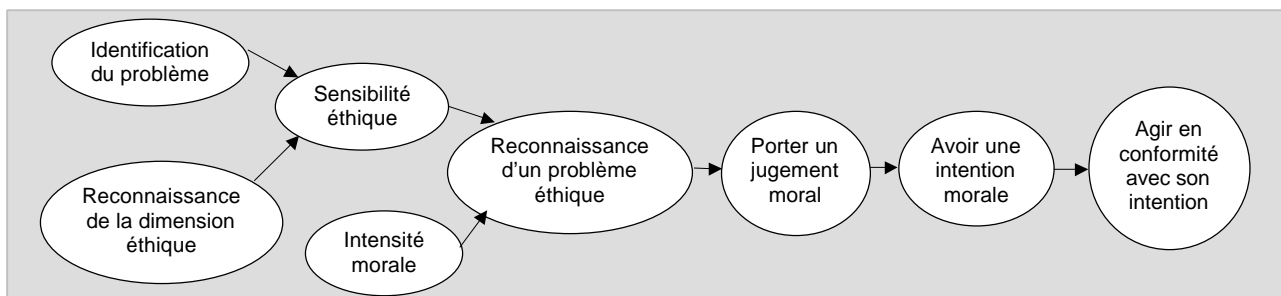 Identification
du problème
Sensibilité
éthique
Reconnaissance
de la dimension
éthique
Intensité
morale
Reconnaissance
d’un problème
éthique
Porter un
jugement
moral
Avoir une
intention
morale
Agir en
conformité
avec son
intention